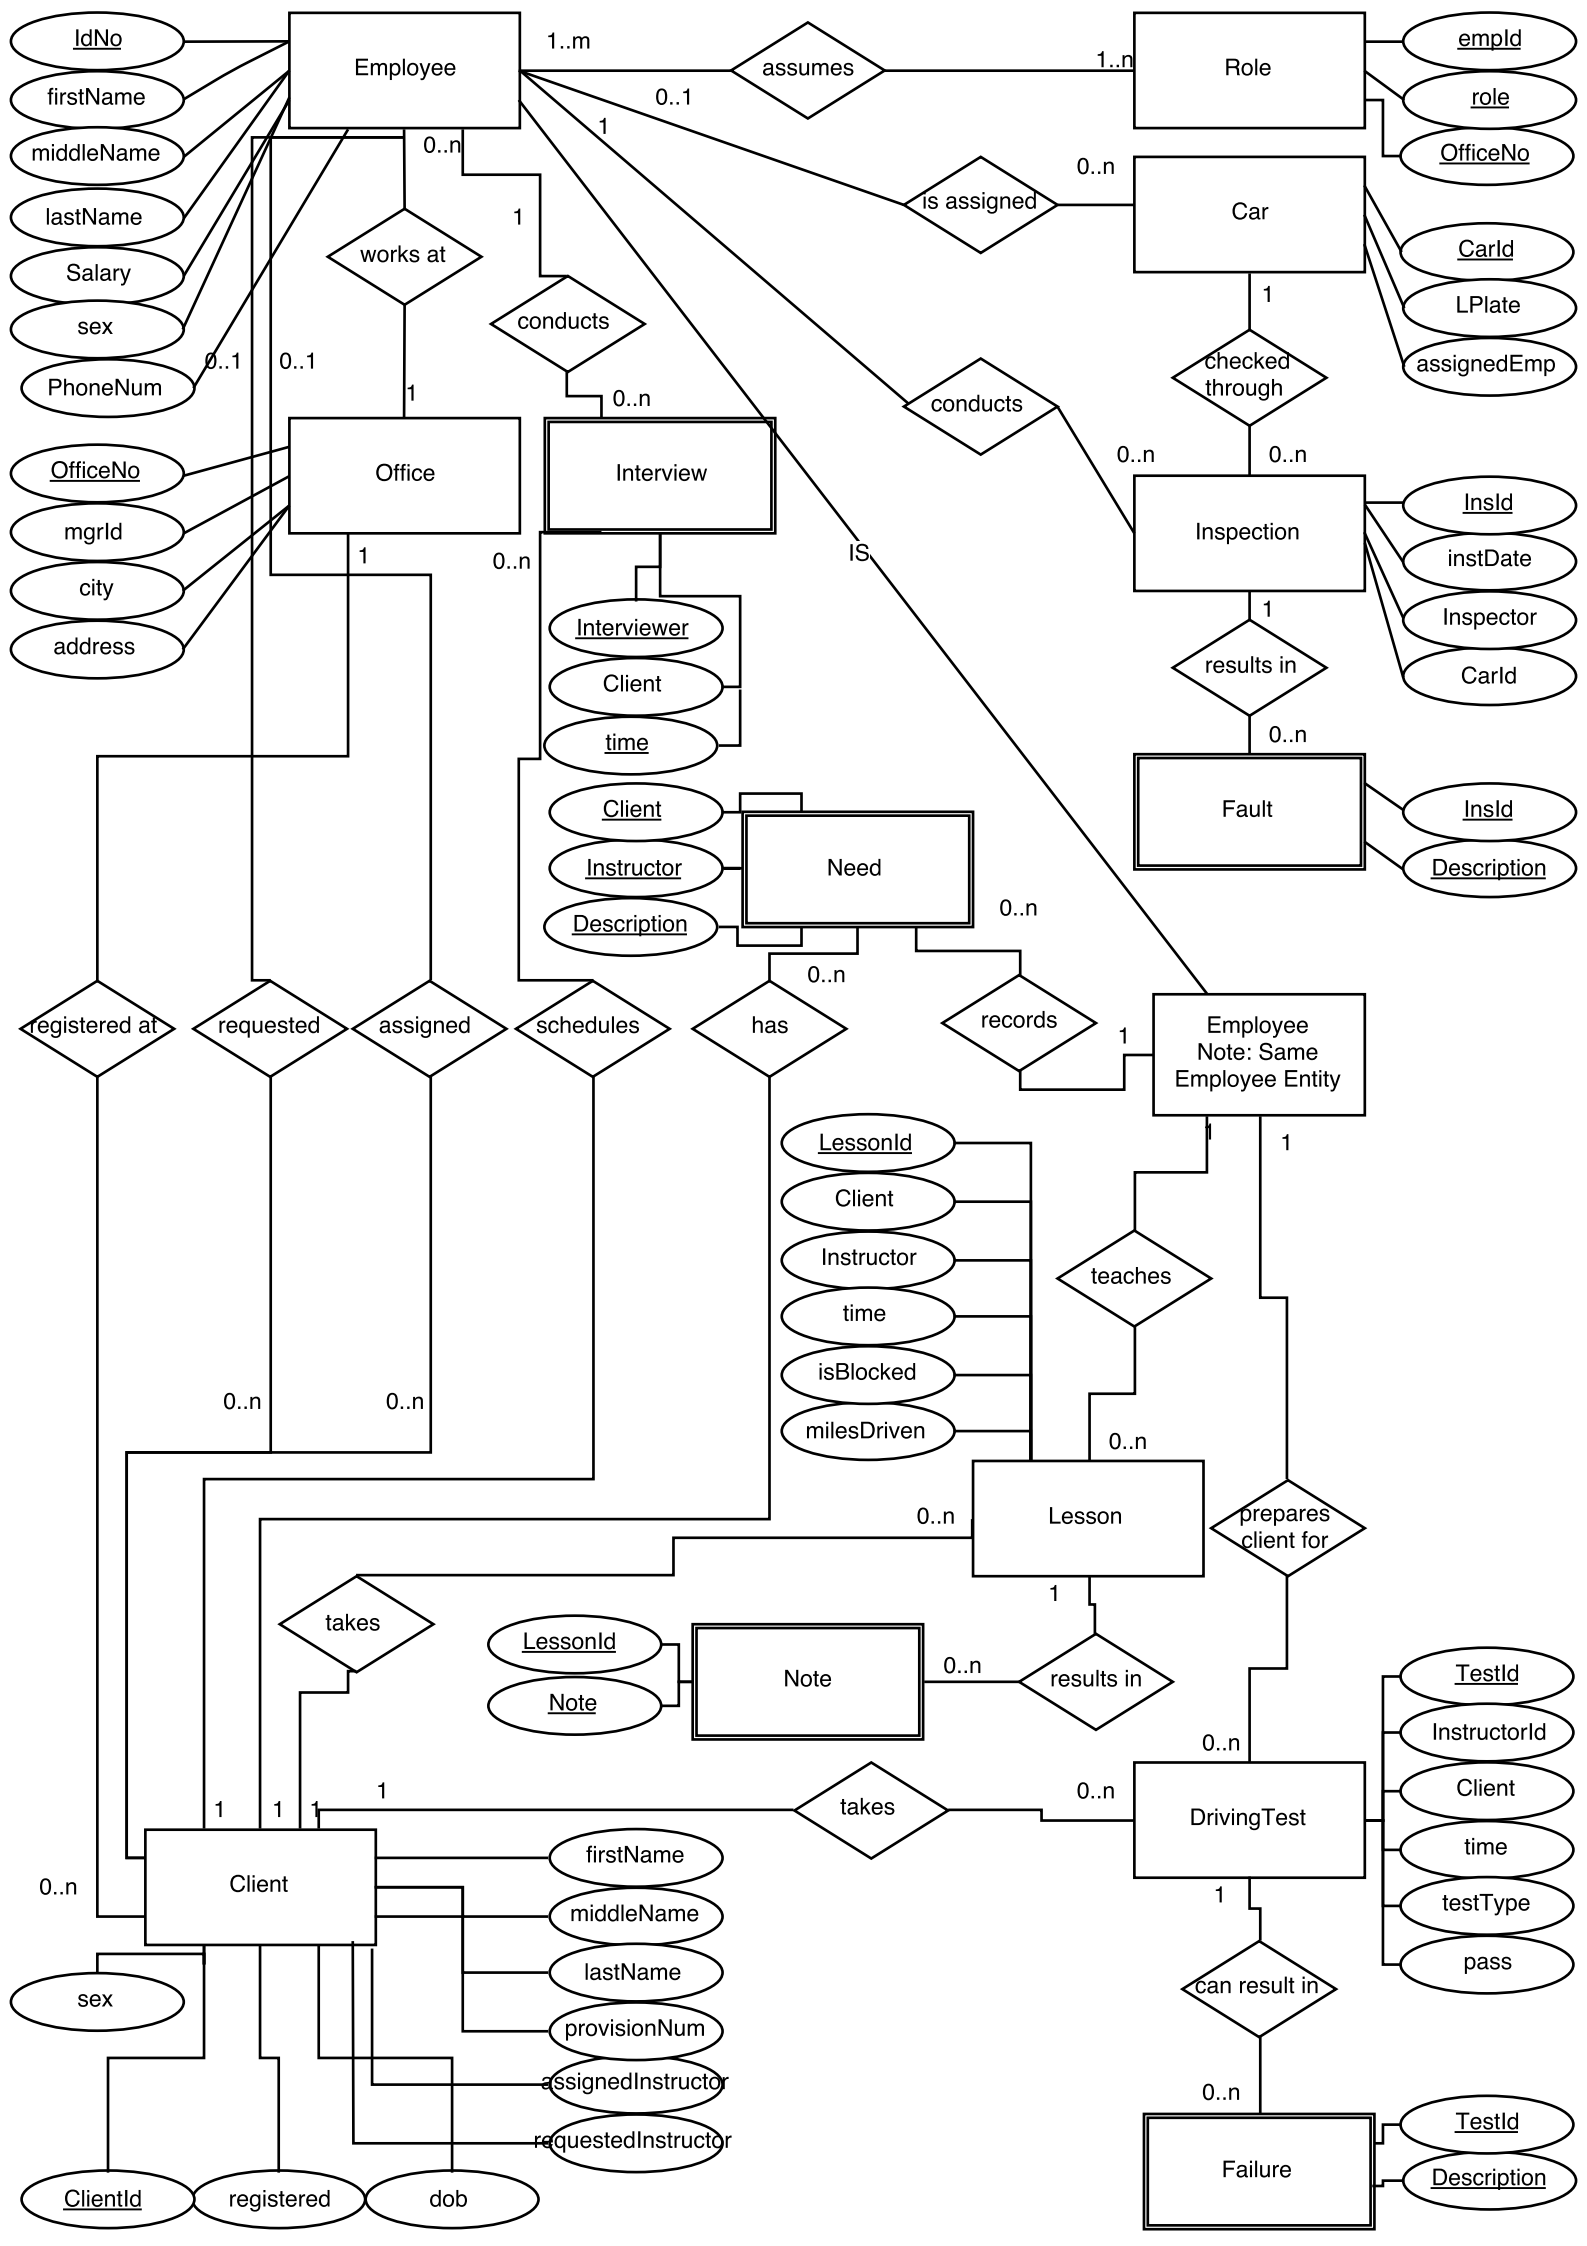 IdNo
Employee
1..m
assumes
1..n
Role
empId
firstName
0..1
role
middleName
0..n
1
OfficeNo
lastName
works at
1
is assigned
0..n
Car
CarId
Salary
conducts
1
LPlate
sex
0..1
0..1
checked
through
assignedEmp
PhoneNum
1
0..n
conducts
OfficeNo
Office
Interview
0..n
0..n
InsId
mgrId
1
0..n
IS
Inspection
instDate
city
Interviewer
1
Inspector
address
Client
results in
CarId
time
0..n
Client
Need
Fault
InsId
Instructor
Description
Description
0..n
0..n
registered at
requested
assigned
schedules
has
records
1
Employee
Note: Same
Employee Entity
LessonId
1
1
Client
Instructor
teaches
time
isBlocked
0..n
0..n
milesDriven
0..n
0..n
Lesson
prepares
client for
takes
LessonId
1
Note
Note
0..n
results in
TestId
InstructorId
0..n
1
1
1
1
takes
0..n
DrivingTest
Client
time
Client
firstName
0..n
middleName
1
testType
sex
lastName
can result in
pass
provisionNum
assignedInstructor
0..n
TestId
requestedInstructor
Failure
Description
ClientId
registered
dob